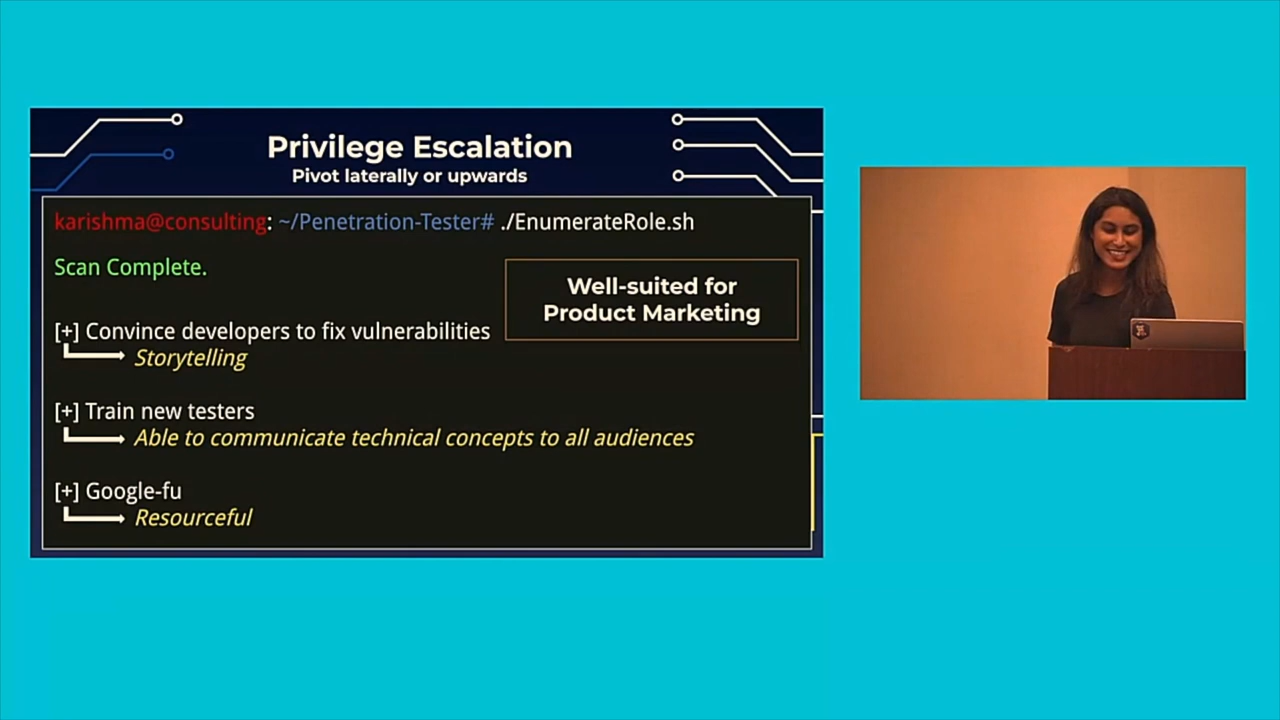 Privilege Escalation
Pivot laterally or upwards
karishma@consulting: ~/Penetration-Tester# ./EnumerateRole.sh
Scan Complete.
Well-suited for
Product Marketing
[+] Convince developers to fix vulnerabilities
Storytelling
[+] Train new testers
Able to communicate technical concepts to all audiences
[+] Google-fu
Resourceful